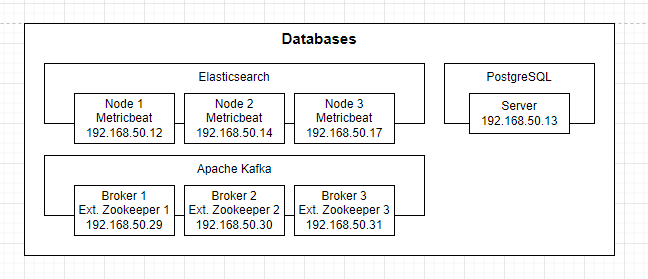 Databases
Elasticsearch
Node 1
Metricbeat
192.168.50.12
Node 2
Metricbeat
192.168.50.14
Node 3
Metricbeat
192.168.50.17
PostgreSQL
Server
192.168.50.13
Apache Kafka
Broker 1
Ext. Zookeeper 1
192.168.50.29
Broker 2
Ext. Zookeeper 2
192.168.50.30
Broker 3
Ext. Zookeeper 3
192.168.50.31